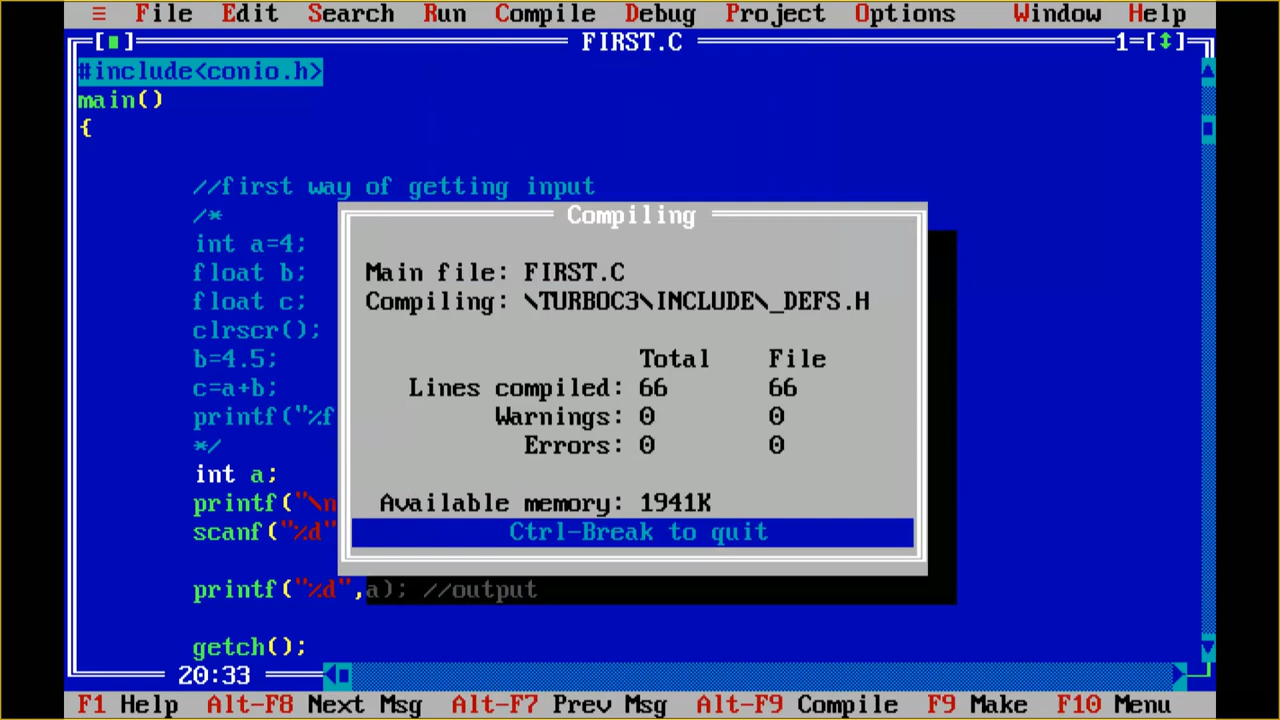 ≡ File Edit Search Run Compile Debug Project Options Window Help
[■] FIRST.C 1=[↕]
#include<conio.h>
main()
{
//first way of getting input
/*
int a=4;
float b;
float c;
clrscr();
b=4.5;
c=a+b;
printf("%f
*/
int a;
printf("\n
scanf("%d"
printf("%d",a); //output
getch();
20:33
Compiling
Main file: FIRST.C
Compiling: \TURBOC3\INCLUDE\_DEFS.H
Total File
Lines compiled: 66 66
Warnings: 0 0
Errors: 0 0
Available memory: 1941K
Ctrl-Break to quit
F1 Help Alt-F8 Next Msg Alt-F7 Prev Msg Alt-F9 Compile F9 Make F10 Menu